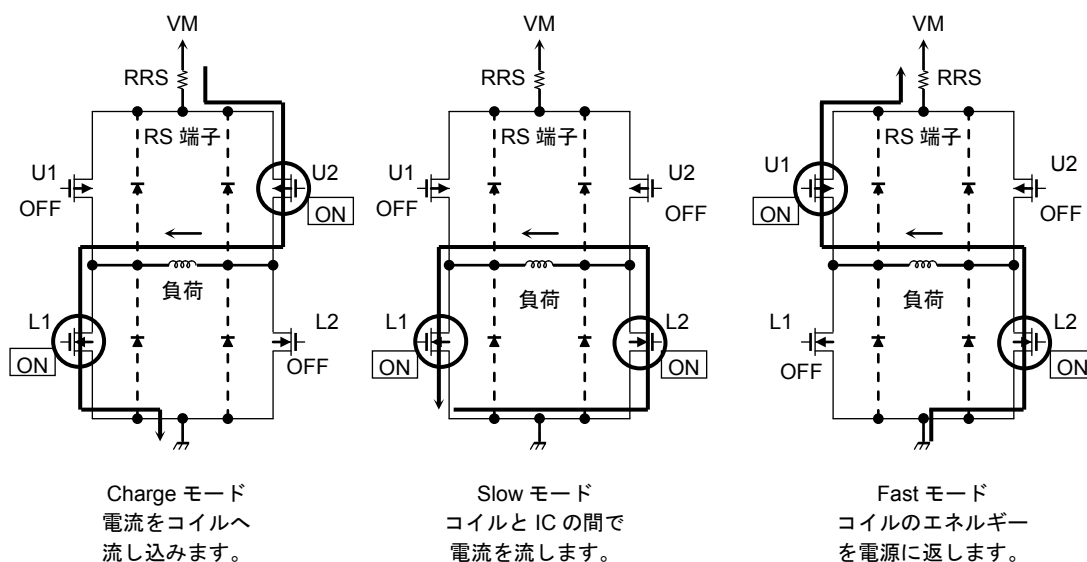 VM
RRS
RS 端子
U1
OFF
U2
ON
負荷
L1
ON
L2
OFF
Charge モード
電流をコイルへ
流し込みます。
VM
RRS
RS 端子
U1
OFF
U2
OFF
負荷
L1
ON
L2
ON
Slow モード
コイルと IC の間で
電流を流します。
VM
RRS
RS 端子
U1
ON
U2
OFF
負荷
L1
OFF
L2
ON
Fast モード
コイルのエネルギー
を電源に返します。